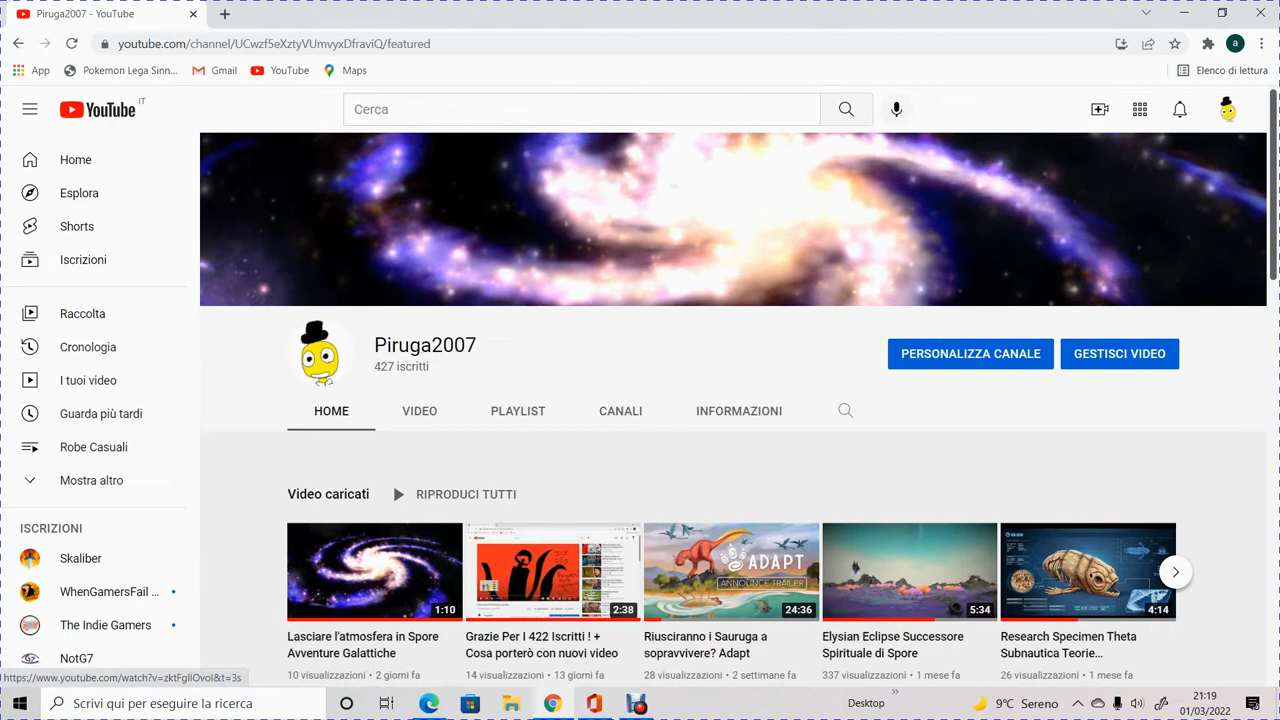 Piruga2007 - YouTube
youtube.com/channel/UCwzf5eXztyVUmvyxDfraviQ/featured
App Pokemon Lega Sinn... Gmail YouTube Maps Elenco di lettura
YouTube IT Cerca
Home
Esplora
Shorts
Iscrizioni
Raccolta
Cronologia
I tuoi video
Guarda più tardi
Robe Casuali
Mostra altro
ISCRIZIONI
Skaliber
WhenGamersFail ...
The Indie Gamers
NotG7
Piruga2007
427 iscritti
PERSONALIZZA CANALE GESTISCI VIDEO
HOME VIDEO PLAYLIST CANALI INFORMAZIONI
Video caricati RIPRODUCI TUTTI
ADAPT
ANNOUNCE TRAILER
1:10 2:38 24:36 5:34 4:14
Lasciare l'atmosfera in Spore
Avventure Galattiche
10 visualizzazioni • 2 giorni fa
Grazie Per I 422 Iscritti ! +
Cosa porterò con nuovi video
14 visualizzazioni • 13 giorni fa
Riusciranno i Sauruga a
sopravvivere? Adapt
28 visualizzazioni • 2 settimane fa
Elysian Eclipse Successore
Spirituale di Spore
337 visualizzazioni • 1 mese fa
Research Specimen Theta
Subnautica Teorie...
26 visualizzazioni • 1 mese fa
https://www.youtube.com/watch?v=zktFgIlOvoI&t=3s
Scrivi qui per eseguire la ricerca
Desktop 9°C Sereno 21:19
01/03/2022